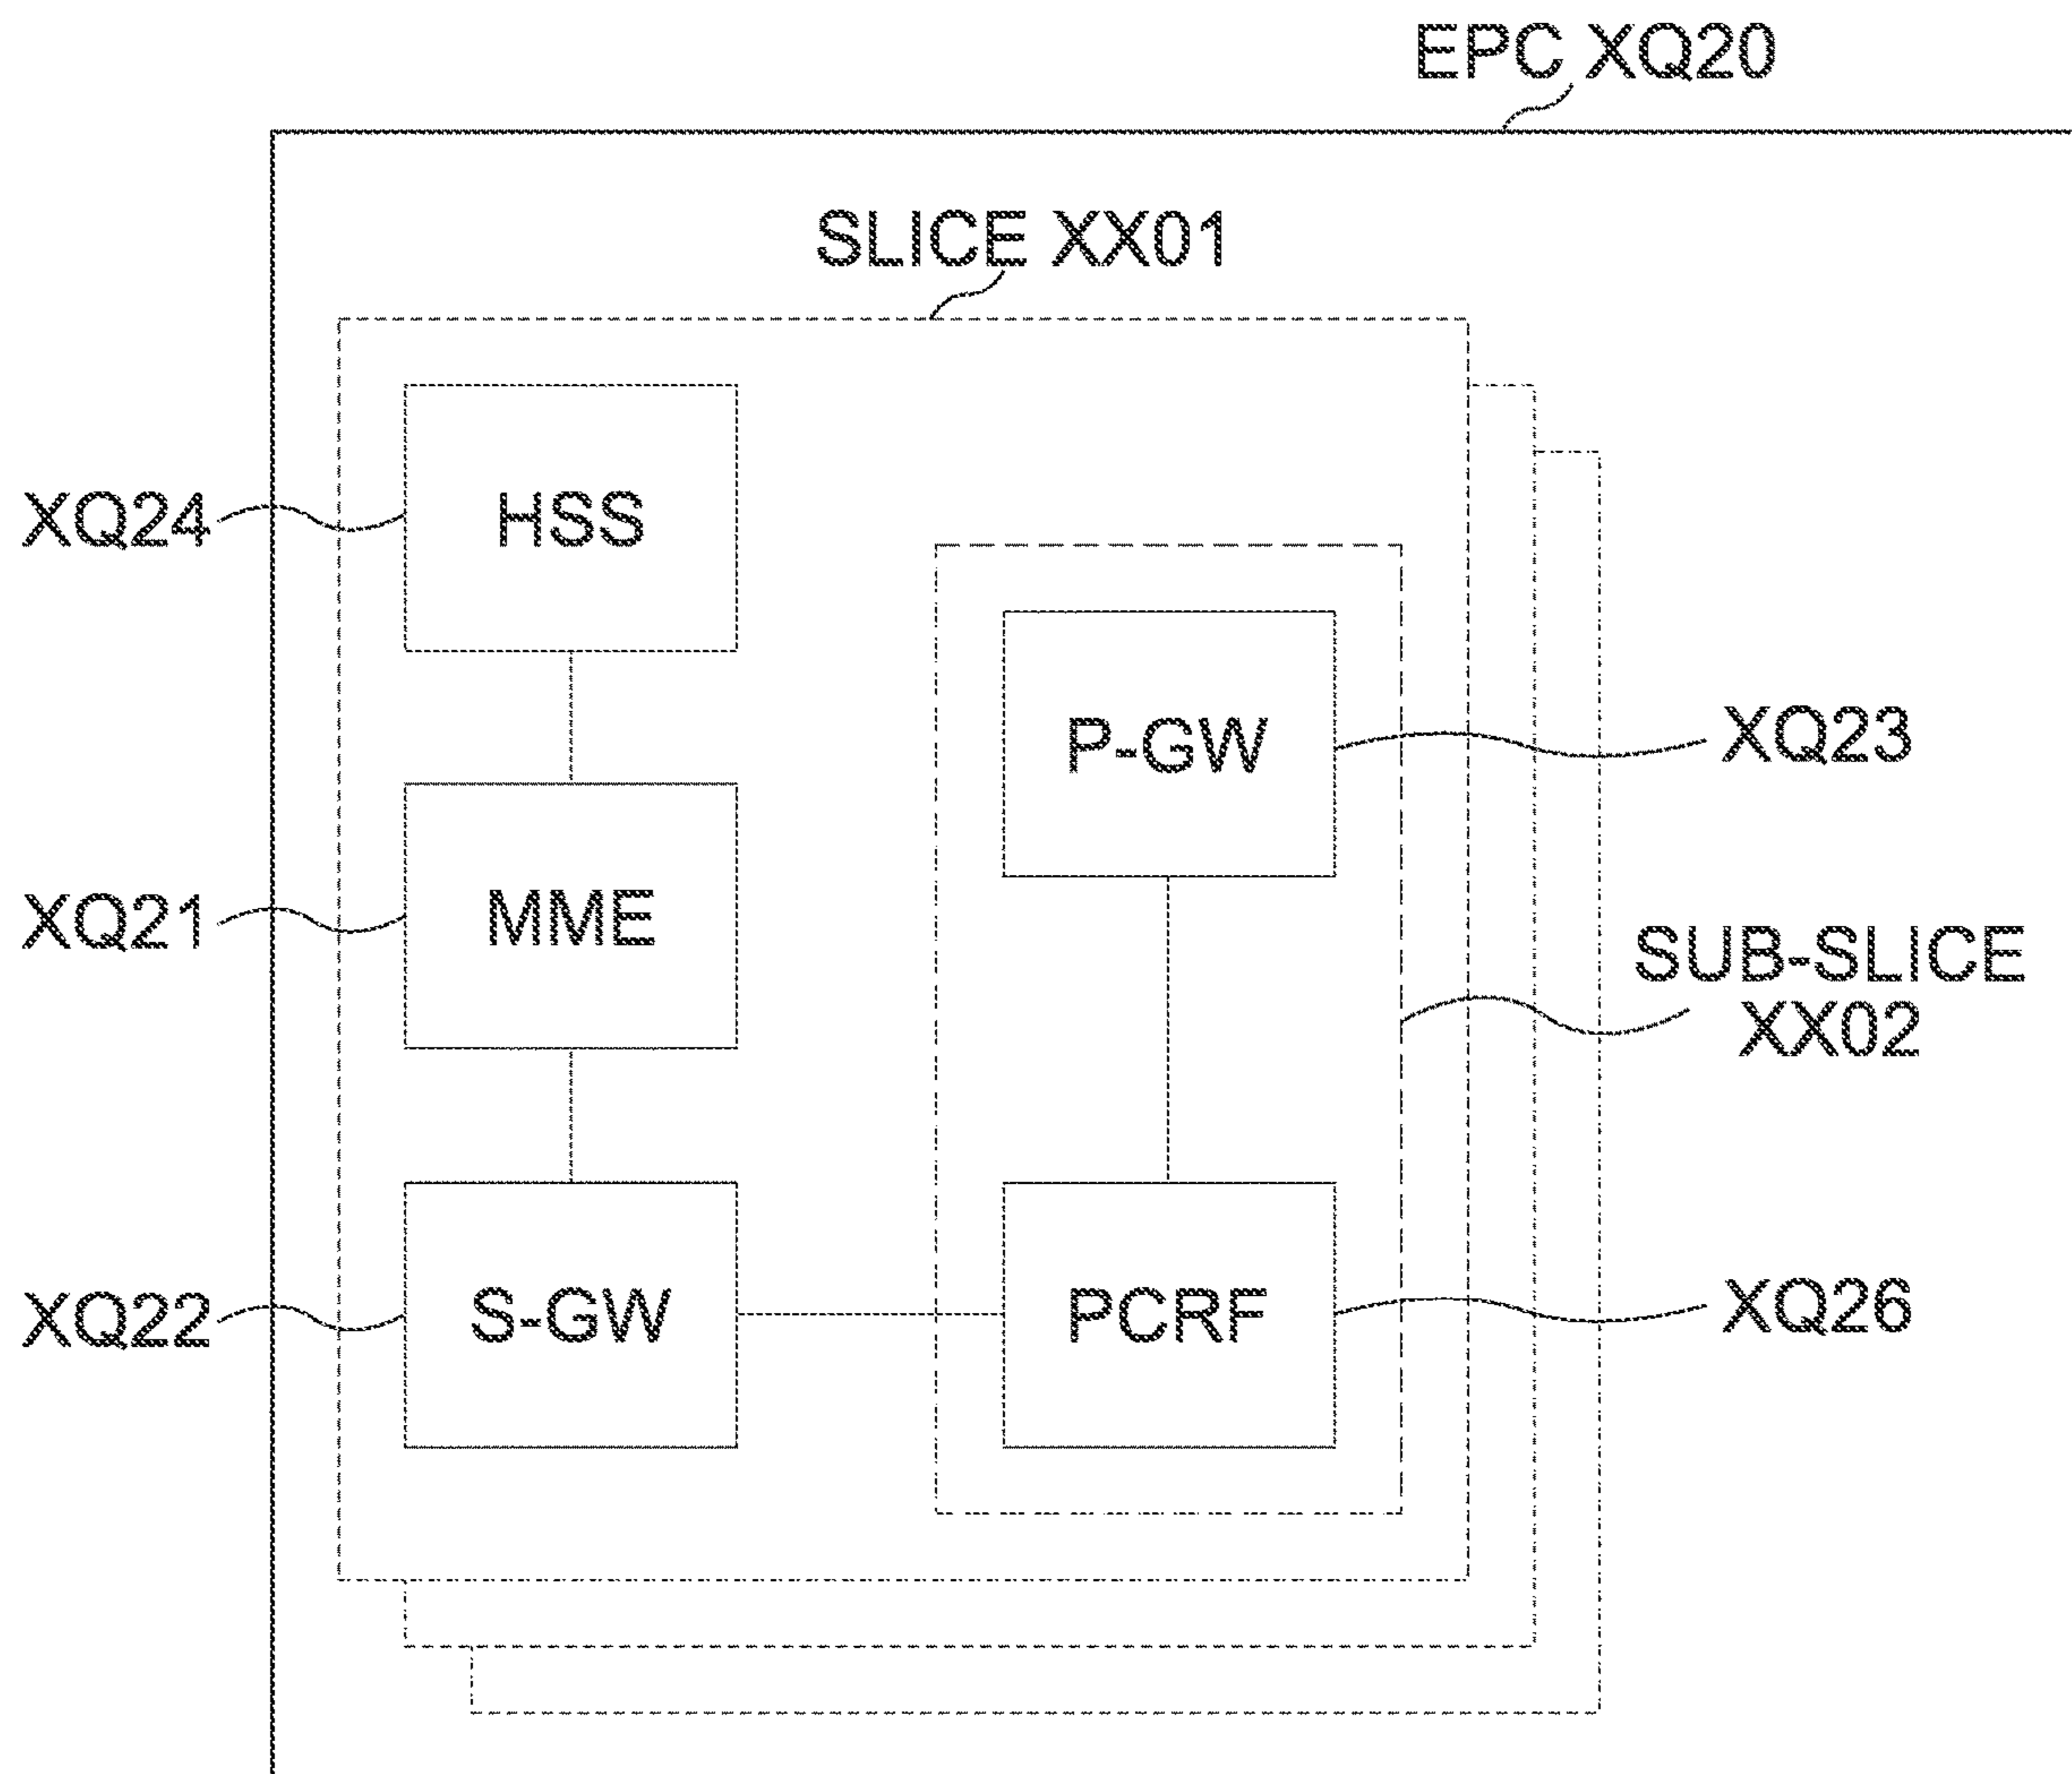 EPC XQ20
SLICE XX01
XQ24
HSS
P-GW
XQ23
XQ21
MME
SUB-SLICE
XX02
XQ22
S-GW
PCRF
XQ26